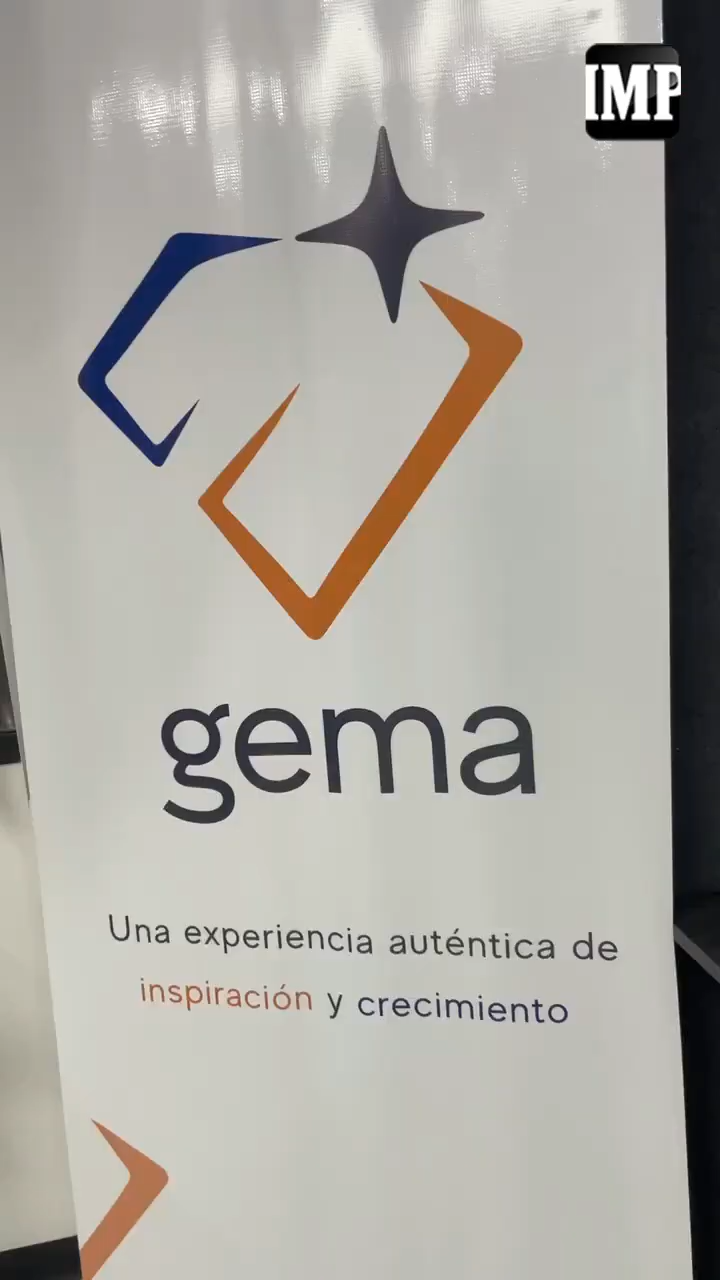 IMP
gema
Una experiencia auténtica de
inspiración y crecimiento